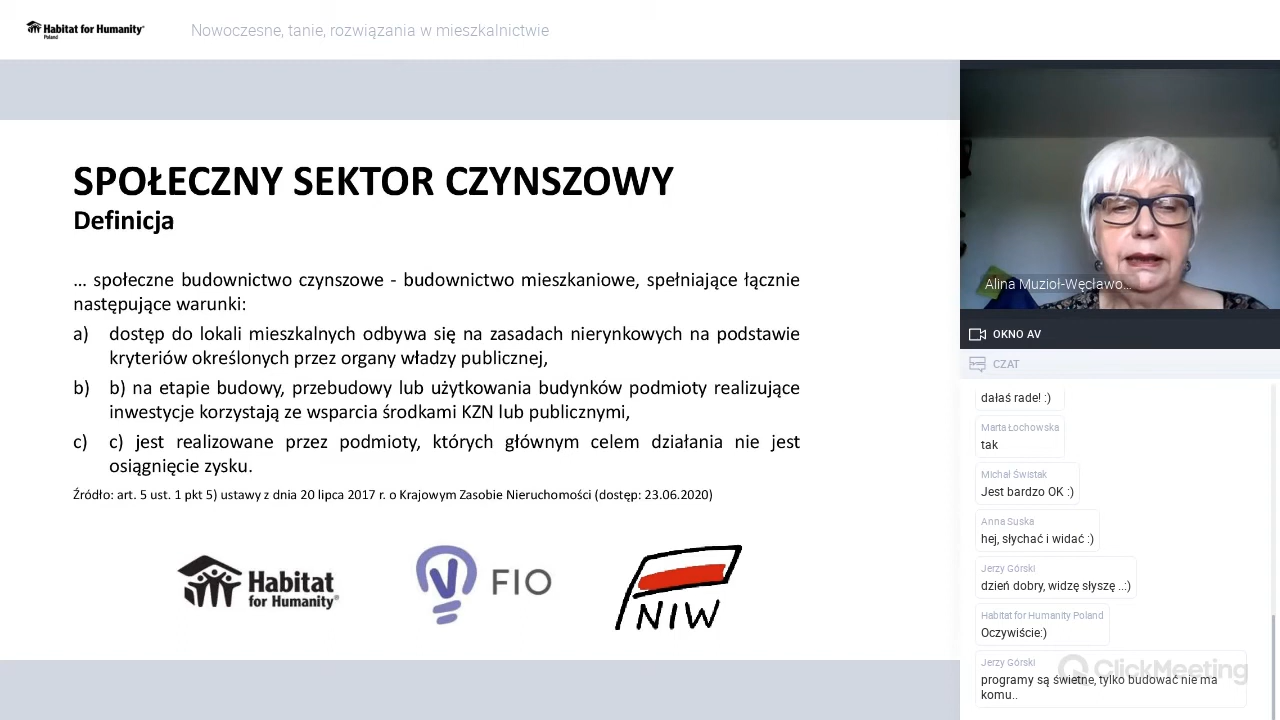 Habitat for Humanity®
Poland
Nowoczesne, tanie, rozwiązania w mieszkalnictwie
SPOŁECZNY SEKTOR CZYNSZOWY
Definicja
... społeczne budownictwo czynszowe - budownictwo mieszkaniowe, spełniające łącznie
następujące warunki:
a) dostęp do lokali mieszkalnych odbywa się na zasadach nierynkowych na podstawie
kryteriów określonych przez organy władzy publicznej,
b) b) na etapie budowy, przebudowy lub użytkowania budynków podmioty realizujące
inwestycje korzystają ze wsparcia środkami KZN lub publicznymi,
c) c) jest realizowane przez podmioty, których głównym celem działania nie jest
osiągnięcie zysku.
Źródło: art. 5 ust. 1 pkt 5) ustawy z dnia 20 lipca 2017 r. o Krajowym Zasobie Nieruchomości (dostęp: 23.06.2020)
Habitat
for Humanity®
FIO
NIW
Alina Muzioł-Węcławo...
OKNO AV
CZAT
dałaś rade! :)
Marta Łochowska
tak
Michał Świstak
Jest bardzo OK :)
Anna Suska
hej, słychać i widać :)
Jerzy Górski
dzień dobry, widzę słyszę ...:)
Habitat for Humanity Poland
Oczywiście:)
Jerzy Górski
programy są świetne, tylko budować nie ma
komu..
ClickMeeting